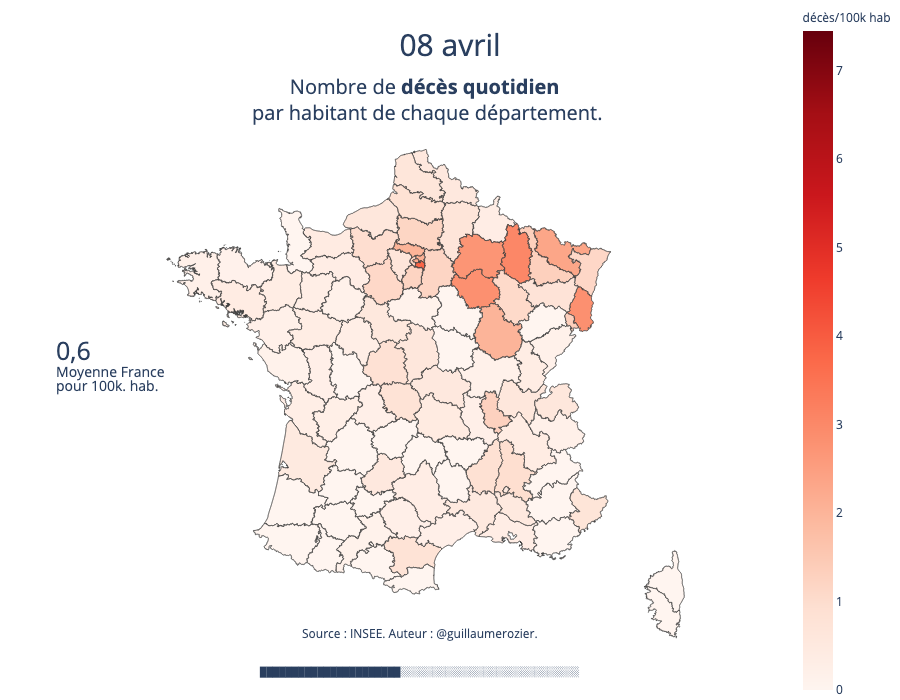 décès/100k hab
08 avril
Nombre de décès quotidien
par habitant de chaque département.
7
6
5
4
3
2
1
0
0,6
Moyenne France
pour 100k. hab.
Source : INSEE. Auteur : @guillaumerozier.